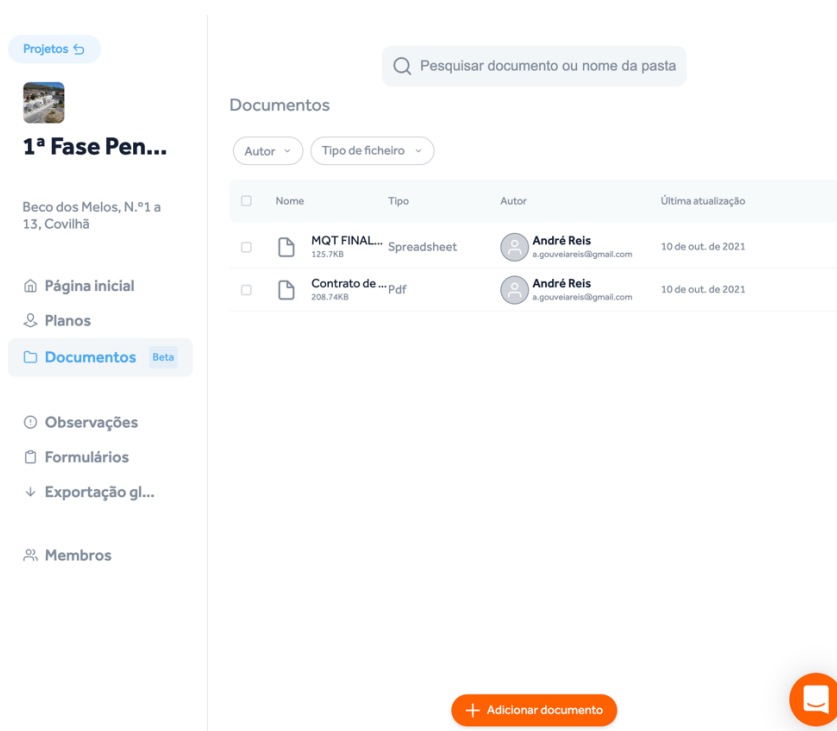 Projetos
1ª Fase Pen...
Beco dos Melos, N.º1 a
13, Covilhã
Página inicial
Planos
Documentos Beta
Observações
Formulários
Exportação gl...
Membros
Pesquisar documento ou nome da pasta
Documentos
Autor Tipo de ficheiro
Nome Tipo Autor Última atualização
MQT FINAL... Spreadsheet André Reis 10 de out. de 2021
125.7KB a.gouveiareis@gmail.com
Contrato de ... Pdf André Reis 10 de out. de 2021
208.74KB a.gouveiareis@gmail.com
Adicionar documento